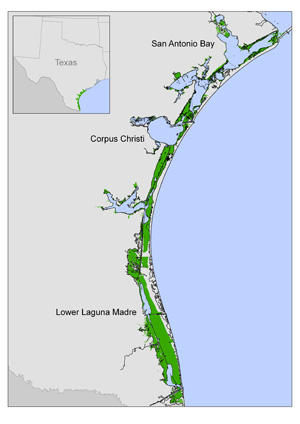 Texas
San Antonio Bay
Corpus Christi
Lower Laguna Madre